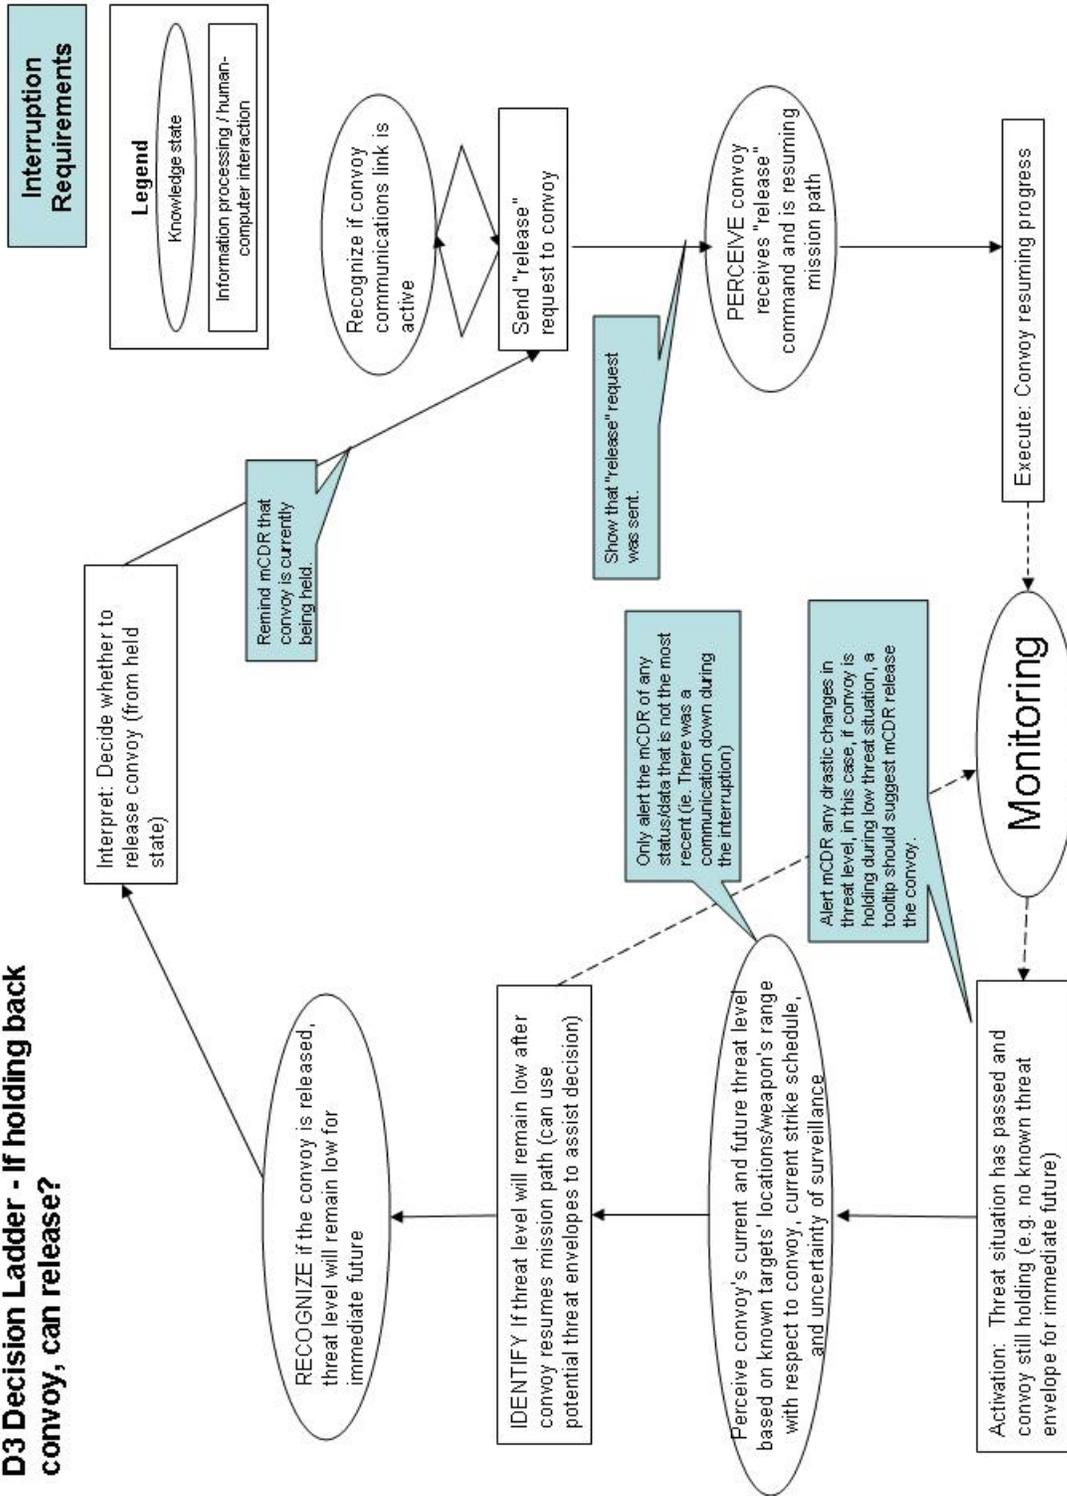 D3 Decision Ladder - If holding back
convoy, can release?
Interruption
Requirements
Legend
Knowledge state
Information processing / human-
computer interaction
Interpret: Decide whether to
release convoy (from held
state)
Remind mCDR that
convoy is currently
being held.
Recognize if convoy
communications link is
active
Send "release"
request to convoy
RECOGNIZE if the convoy is released,
threat level will remain low for
immediate future
IDENTIFY If threat level will remain low after
convoy resumes mission path (can use
potential threat envelopes to assist decision)
Show that "release" request
was sent.
Only alert the mCDR of any
status/data that is not the most
recent (ie. There was a
communication down during
the interruption)
PERCEIVE convoy
receives "release"
command and is resuming
mission path
Perceive convoy's current and future threat level
based on known targets' locations/weapon's range
with respect to convoy, current strike schedule,
and uncertainty of surveillance
Alert mCDR any drastic changes in
threat level, in this case, if convoy is
holding during low threat situation, a
tooltip should suggest mCDR release
the convoy.
Activation: Threat situation has passed and
convoy still holding (e.g. no known threat
envelope for immediate future)
Monitoring
Execute: Convoy resuming progress